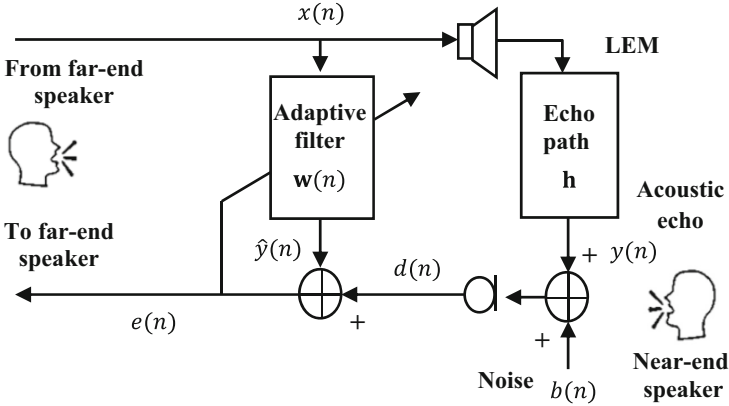 x(n)
LEM
From far-end
speaker
Adaptive
filter
w(n)
Echo
path
h
Acoustic
echo
To far-end
speaker
ŷ(n)
d(n)
+ y(n)
e(n)
+
+
Noise
b(n)
Near-end
speaker